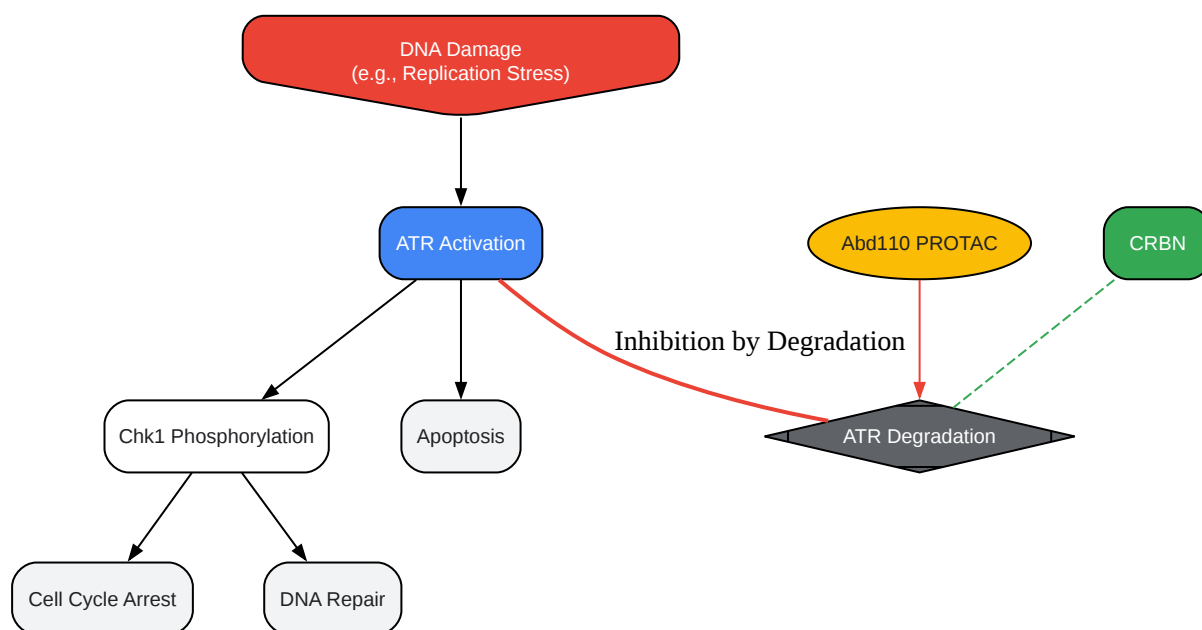 DNA Damage
(e.g., Replication Stress)
ATR Activation
Abd110 PROTAC
CRBN
Inhibition by Degradation
Chk1 Phosphorylation
Apoptosis
ATR Degradation
Cell Cycle Arrest
DNA Repair